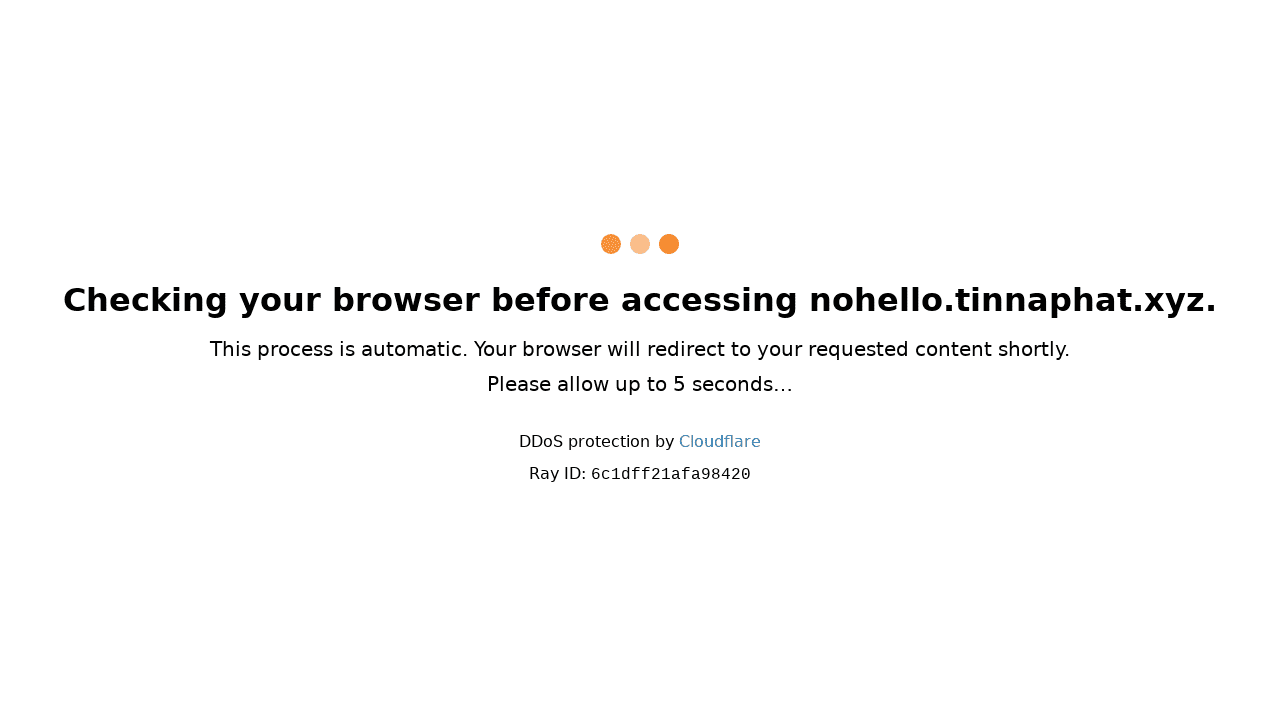 Checking your browser before accessing nohello.tinnaphat.xyz.
This process is automatic. Your browser will redirect to your requested content shortly.
Please allow up to 5 seconds…
DDoS protection by Cloudflare
Ray ID: 6c1dff21afa98420